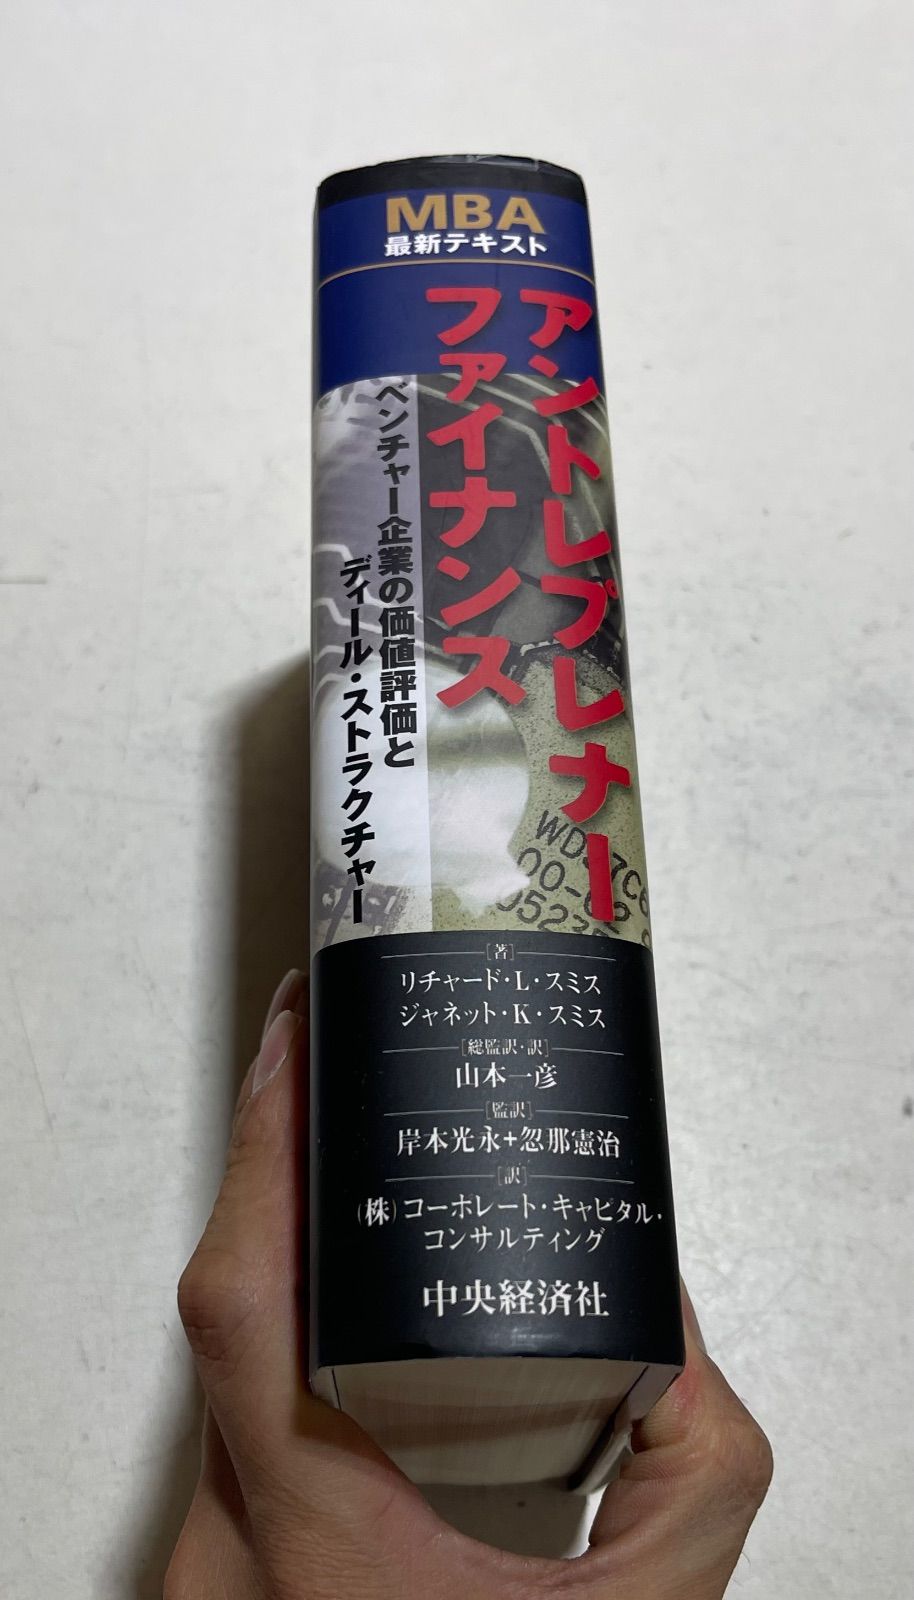 MBA
最新テキスト
アントレプレナー
ファイナンス
ベンチャー企業の価値評価と
ディール・ストラクチャー
[著]
リチャード・L・スミス
ジャネット・K・スミス
[総監訳・訳]
山本一彦
[監訳]
岸本光永+忽那憲治
[訳]
(株)コーポレート・キャピタル・
コンサルティング
中央経済社